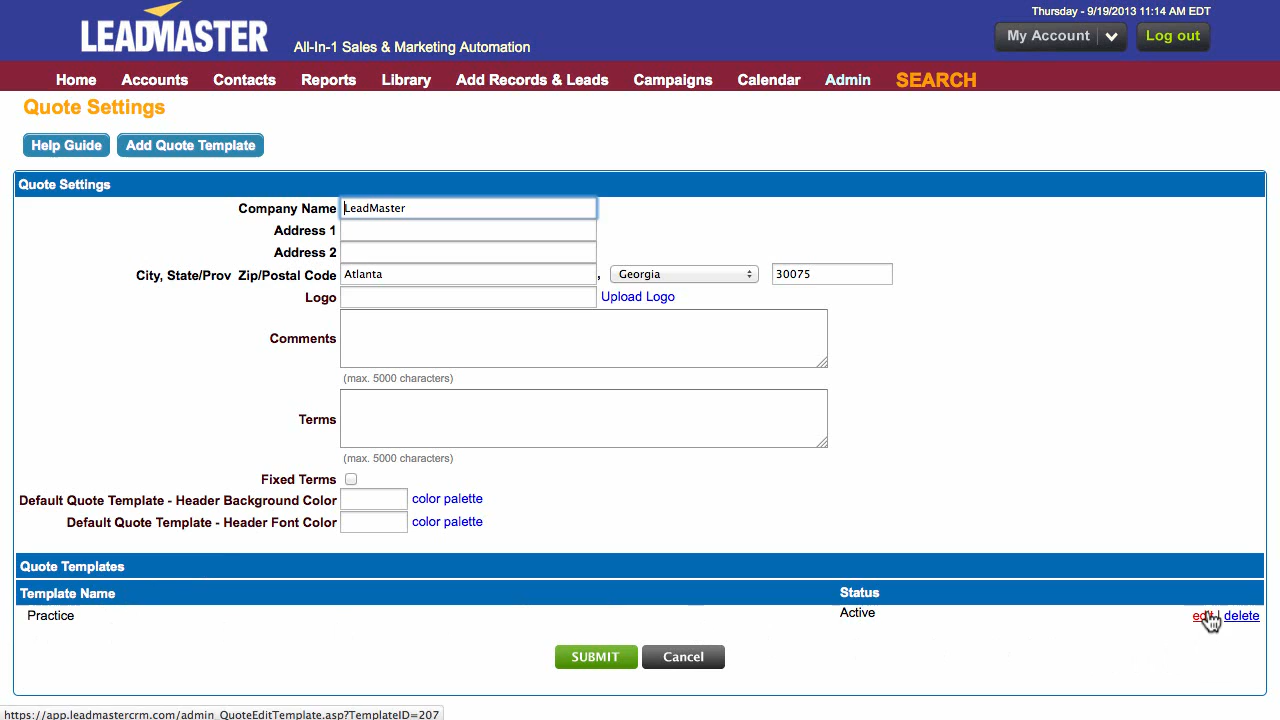 Thursday - 9/19/2013 11:14 AM EDT
LEADMASTER
All-In-1 Sales & Marketing Automation
My Account
Log out
Home Accounts Contacts Reports Library Add Records & Leads Campaigns Calendar Admin SEARCH
Quote Settings
Help Guide Add Quote Template
Quote Settings
Company Name LeadMaster
Address 1
Address 2
City, State/Prov Zip/Postal Code Atlanta , Georgia 30075
Logo Upload Logo
Comments
(max. 5000 characters)
Terms
(max. 5000 characters)
Fixed Terms
Default Quote Template - Header Background Color color palette
Default Quote Template - Header Font Color color palette
Quote Templates
Template Name Status
Practice Active edit | delete
SUBMIT Cancel
https://app.leadmastercrm.com/admin_QuoteEditTemplate.asp?TemplateID=207